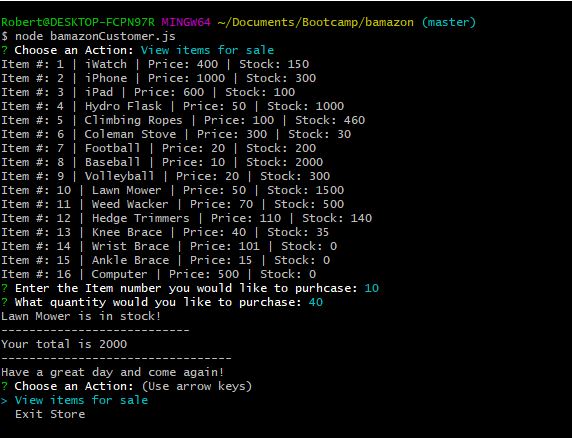 Robert@DESKTOP-FCPN97R MINGW64 ~/Documents/Bootcamp/bamazon (master)
$ node bamazonCustomer.js
? Choose an Action: View items for sale
Item #: 1 | iWatch | Price: 400 | Stock: 150
Item #: 2 | iPhone | Price: 1000 | Stock: 300
Item #: 3 | iPad | Price: 600 | Stock: 100
Item #: 4 | Hydro Flask | Price: 50 | Stock: 1000
Item #: 5 | Climbing Ropes | Price: 100 | Stock: 460
Item #: 6 | Coleman Stove | Price: 300 | Stock: 30
Item #: 7 | Football | Price: 20 | Stock: 200
Item #: 8 | Baseball | Price: 10 | Stock: 2000
Item #: 9 | Volleyball | Price: 20 | Stock: 300
Item #: 10 | Lawn Mower | Price: 50 | Stock: 1500
Item #: 11 | Weed Wacker | Price: 70 | Stock: 500
Item #: 12 | Hedge Trimmers | Price: 110 | Stock: 140
Item #: 13 | Knee Brace | Price: 40 | Stock: 35
Item #: 14 | Wrist Brace | Price: 101 | Stock: 0
Item #: 15 | Ankle Brace | Price: 15 | Stock: 0
Item #: 16 | Computer | Price: 500 | Stock: 0
? Enter the Item number you would like to purhcase: 10
? What quantity would you like to purchase: 40
Lawn Mower is in stock!
---------------------------
Your total is 2000
---------------------------------
Have a great day and come again!
? Choose an Action: (Use arrow keys)
> View items for sale
  Exit Store